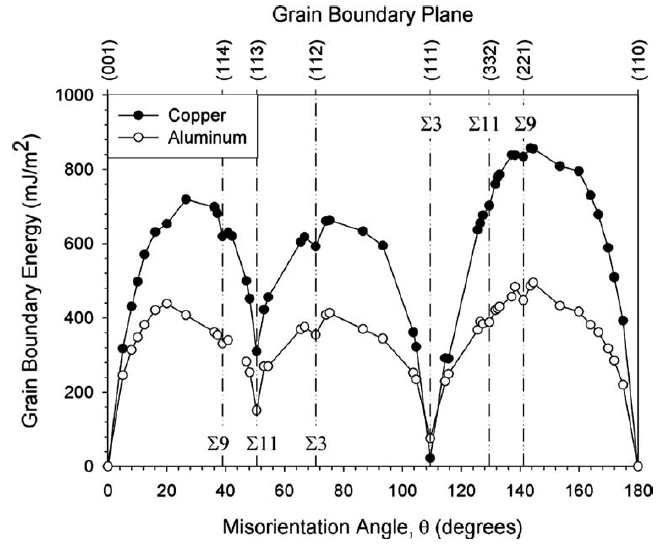 Grain Boundary Plane
(001) (114) (113) (112) (111) (332) (221) (110)
1000
Copper
Aluminum
Σ3 Σ11 Σ9
800
600
400
200
Σ9 Σ11 Σ3
0
0 20 40 60 80 100 120 140 160 180
Grain Boundary Energy (mJ/m²)
Misorientation Angle, θ (degrees)